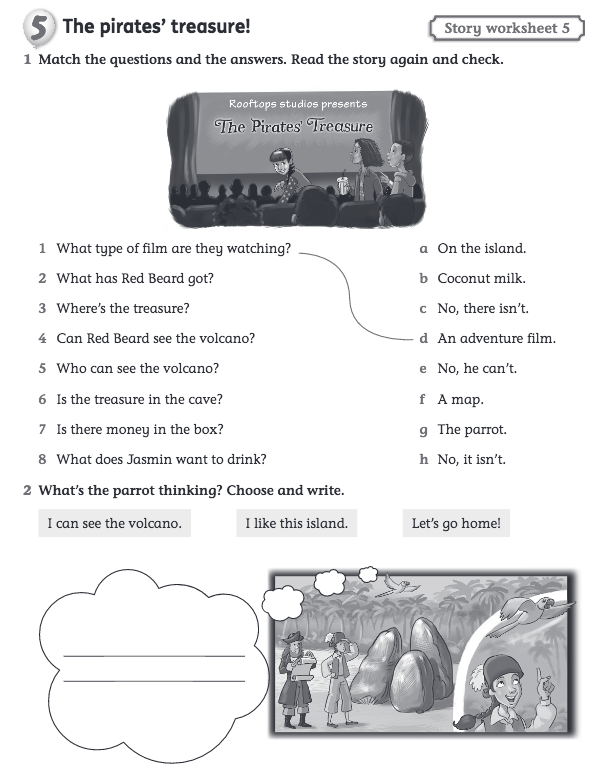 5 The pirates' treasure!
Story worksheet 5
1 Match the questions and the answers. Read the story again and check.
Rooftops studios presents
The Pirates' Treasure
1 What type of film are they watching?
a On the island.
2 What has Red Beard got?
b Coconut milk.
3 Where's the treasure?
c No, there isn't.
4 Can Red Beard see the volcano?
d An adventure film.
5 Who can see the volcano?
e No, he can't.
6 Is the treasure in the cave?
f A map.
7 Is there money in the box?
g The parrot.
8 What does Jasmin want to drink?
h No, it isn't.
2 What's the parrot thinking? Choose and write.
I can see the volcano.
I like this island.
Let's go home!